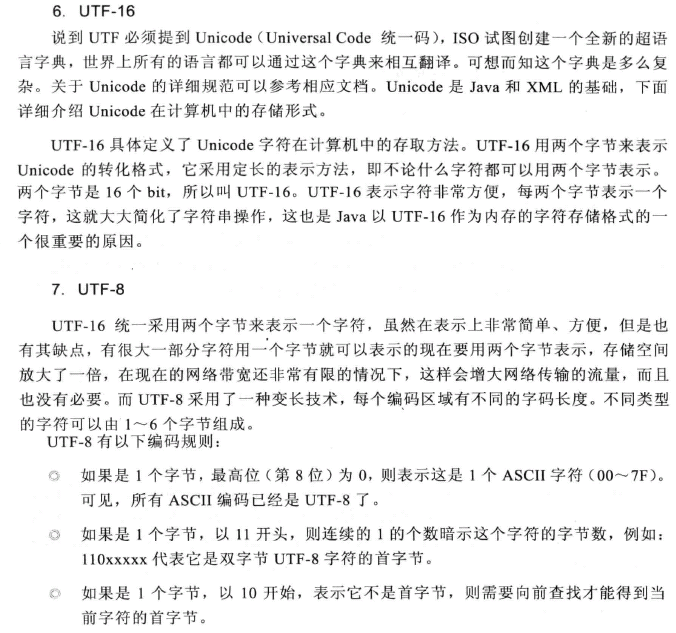 6. UTF-16
说到 UTF 必须提到 Unicode（Universal Code 统一码），ISO 试图创建一个全新的超语
言字典，世界上所有的语言都可以通过这个字典来相互翻译。可想而知这个字典是多么复
杂。关于 Unicode 的详细规范可以参考相应文档。Unicode 是 Java 和 XML 的基础，下面
详细介绍 Unicode 在计算机中的存储形式。
UTF-16 具体定义了 Unicode 字符在计算机中的存取方法。UTF-16 用两个字节来表示
Unicode 的转化格式，它采用定长的表示方法，即不论什么字符都可以用两个字节表示。
两个字节是 16 个 bit，所以叫 UTF-16。UTF-16 表示字符非常方便，每两个字节表示一个
字符，这就大大简化了字符串操作，这也是 Java 以 UTF-16 作为内存的字符存储格式的一
个很重要的原因。
7. UTF-8
UTF-16 统一采用两个字节来表示一个字符，虽然在表示上非常简单、方便，但是也
有其缺点，有很大一部分字符用一个字节就可以表示的现在要用两个字节表示，存储空间
放大了一倍，在现在的网络带宽还非常有限的情况下，这样会增大网络传输的流量，而且
也没有必要。而 UTF-8 采用了一种变长技术，每个编码区域有不同的字码长度。不同类型
的字符可以由 1～6 个字节组成。
UTF-8 有以下编码规则：
◎ 如果是 1 个字节，最高位（第 8 位）为 0，则表示这是 1 个 ASCII 字符（00～7F）。
可见，所有 ASCII 编码已经是 UTF-8 了。
◎ 如果是 1 个字节，以 11 开头，则连续的 1 的个数暗示这个字符的字节数，例如：
110xxxxx 代表它是双字节 UTF-8 字符的首字节。
◎ 如果是 1 个字节，以 10 开始，表示它不是首字节，则需要向前查找才能得到当
前字符的首字节。